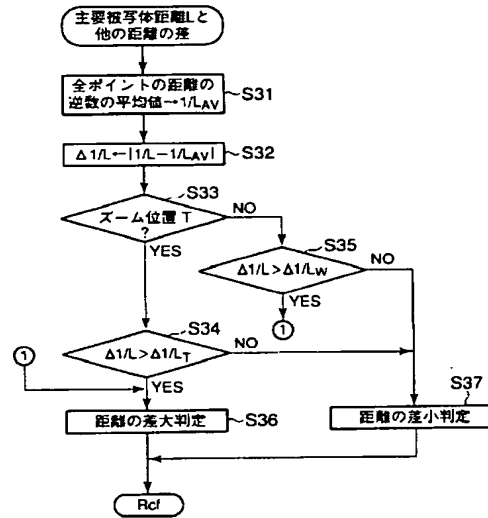 主要被写体距離Lと
他の距離の差
全ポイントの距離の
逆数の平均値→1/LAV
S31
Δ1/L←|1/L−1/LAV|
S32
S33
ズーム位置 T
?
NO
YES
S35
Δ1/L>Δ1/LW
NO
YES
①
S34
①
Δ1/L>Δ1/LT
NO
YES
距離の差大判定
S36
S37
距離の差小判定
Rcf